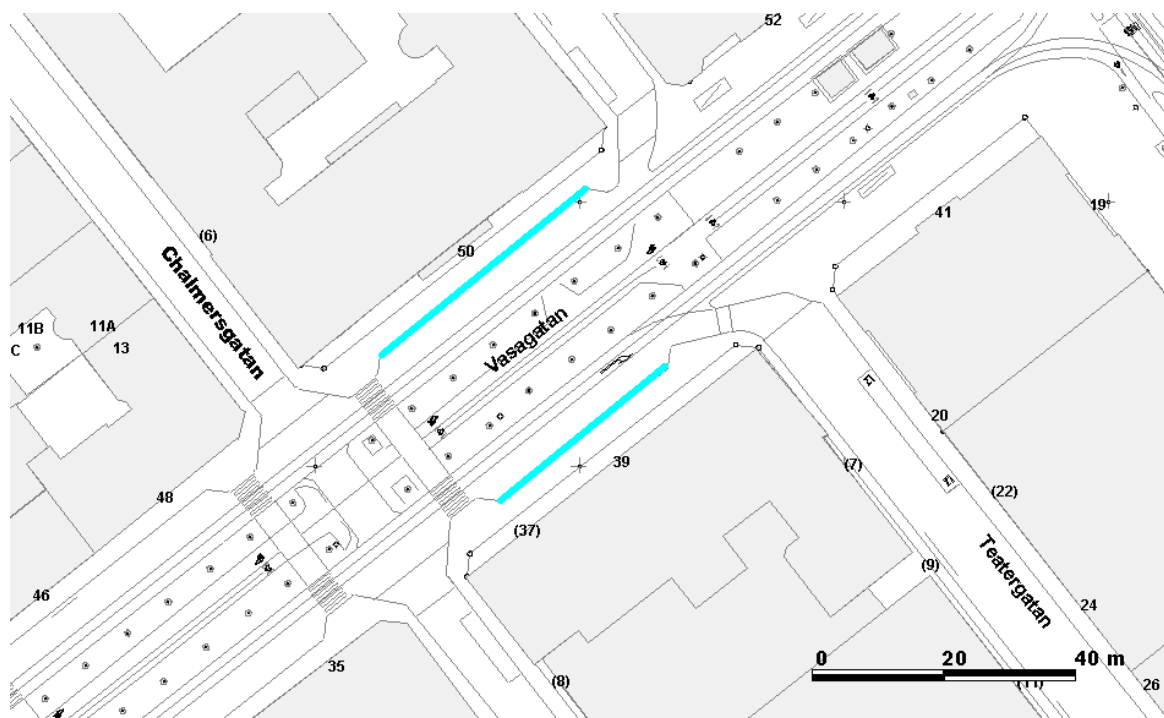 52
19
(6)
41
50
Chalmersgatan
11B
11A
C
13
Vasagatan
20
39
(7)
48
(22)
(37)
Teatergatan
(9)
46
24
35
0 20 40 m
(8)
(11)
26